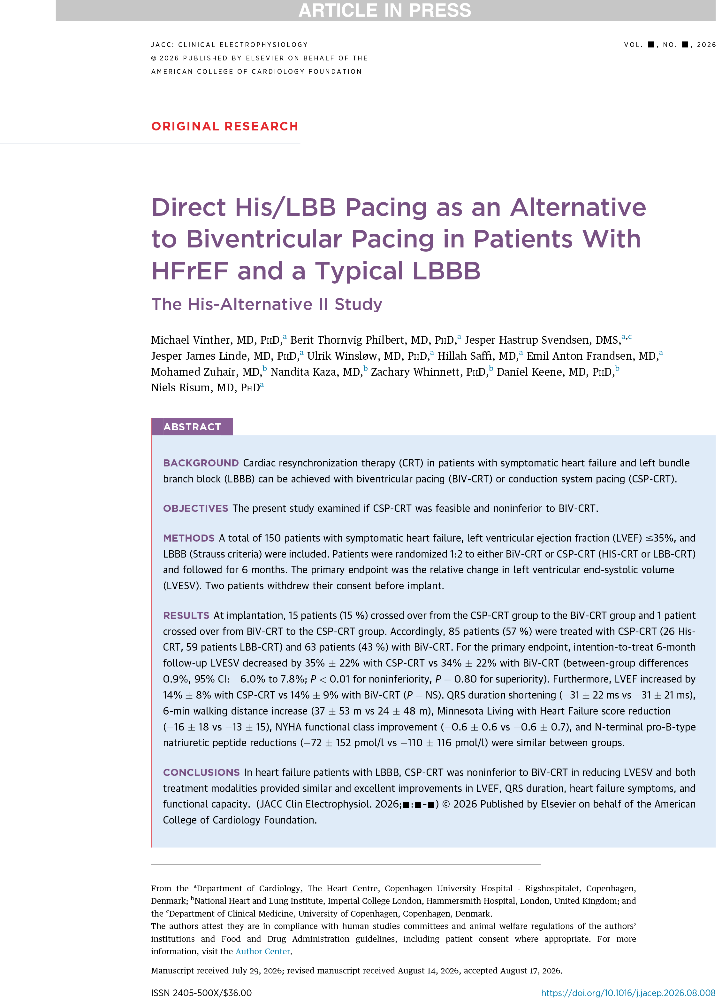 ARTICLE IN PRESS
JACC: CLINICAL ELECTROPHYSIOLOGY
VOL. ■, NO. ■, 2026
© 2026 PUBLISHED BY ELSEVIER ON BEHALF OF THE
AMERICAN COLLEGE OF CARDIOLOGY FOUNDATION
ORIGINAL RESEARCH
Direct His/LBB Pacing as an Alternative
to Biventricular Pacing in Patients With
HFrEF and a Typical LBBB
The His-Alternative II Study
Michael Vinther, MD, PhD,a Berit Thornvig Philbert, MD, PhD,a Jesper Hastrup Svendsen, DMS,a,c
Jesper James Linde, MD, PhD,a Ulrik Winsløw, MD, PhD,a Hillah Saffi, MD,a Emil Anton Frandsen, MD,a
Mohamed Zuhair, MD,b Nandita Kaza, MD,b Zachary Whinnett, PhD,b Daniel Keene, MD, PhD,b
Niels Risum, MD, PhDa
ABSTRACT
BACKGROUND Cardiac resynchronization therapy (CRT) in patients with symptomatic heart failure and left bundle
branch block (LBBB) can be achieved with biventricular pacing (BIV-CRT) or conduction system pacing (CSP-CRT).
OBJECTIVES The present study examined if CSP-CRT was feasible and noninferior to BIV-CRT.
METHODS A total of 150 patients with symptomatic heart failure, left ventricular ejection fraction (LVEF) ≤35%, and
LBBB (Strauss criteria) were included. Patients were randomized 1:2 to either BiV-CRT or CSP-CRT (HIS-CRT or LBB-CRT)
and followed for 6 months. The primary endpoint was the relative change in left ventricular end-systolic volume
(LVESV). Two patients withdrew their consent before implant.
RESULTS At implantation, 15 patients (15 %) crossed over from the CSP-CRT group to the BiV-CRT group and 1 patient
crossed over from BiV-CRT to the CSP-CRT group. Accordingly, 85 patients (57 %) were treated with CSP-CRT (26 His-
CRT, 59 patients LBB-CRT) and 63 patients (43 %) with BiV-CRT. For the primary endpoint, intention-to-treat 6-month
follow-up LVESV decreased by 35% ± 22% with CSP-CRT vs 34% ± 22% with BiV-CRT (between-group differences
0.9%, 95% CI: −6.0% to 7.8%; P < 0.01 for noninferiority, P = 0.80 for superiority). Furthermore, LVEF increased by
14% ± 8% with CSP-CRT vs 14% ± 9% with BiV-CRT (P = NS). QRS duration shortening (−31 ± 22 ms vs −31 ± 21 ms),
6-min walking distance increase (37 ± 53 m vs 24 ± 48 m), Minnesota Living with Heart Failure score reduction
(−16 ± 18 vs −13 ± 15), NYHA functional class improvement (−0.6 ± 0.6 vs −0.6 ± 0.7), and N-terminal pro-B-type
natriuretic peptide reductions (−72 ± 152 pmol/l vs −110 ± 116 pmol/l) were similar between groups.
CONCLUSIONS In heart failure patients with LBBB, CSP-CRT was noninferior to BiV-CRT in reducing LVESV and both
treatment modalities provided similar and excellent improvements in LVEF, QRS duration, heart failure symptoms, and
functional capacity. (JACC Clin Electrophysiol. 2026;■:■–■) © 2026 Published by Elsevier on behalf of the American
College of Cardiology Foundation.
From the aDepartment of Cardiology, The Heart Centre, Copenhagen University Hospital - Rigshospitalet, Copenhagen,
Denmark; bNational Heart and Lung Institute, Imperial College London, Hammersmith Hospital, London, United Kingdom; and
the cDepartment of Clinical Medicine, University of Copenhagen, Copenhagen, Denmark.
The authors attest they are in compliance with human studies committees and animal welfare regulations of the authors’
institutions and Food and Drug Administration guidelines, including patient consent where appropriate. For more
information, visit the Author Center.
Manuscript received July 29, 2026; revised manuscript received August 14, 2026, accepted August 17, 2026.
ISSN 2405-500X/$36.00
https://doi.org/10.1016/j.jacep.2026.08.008